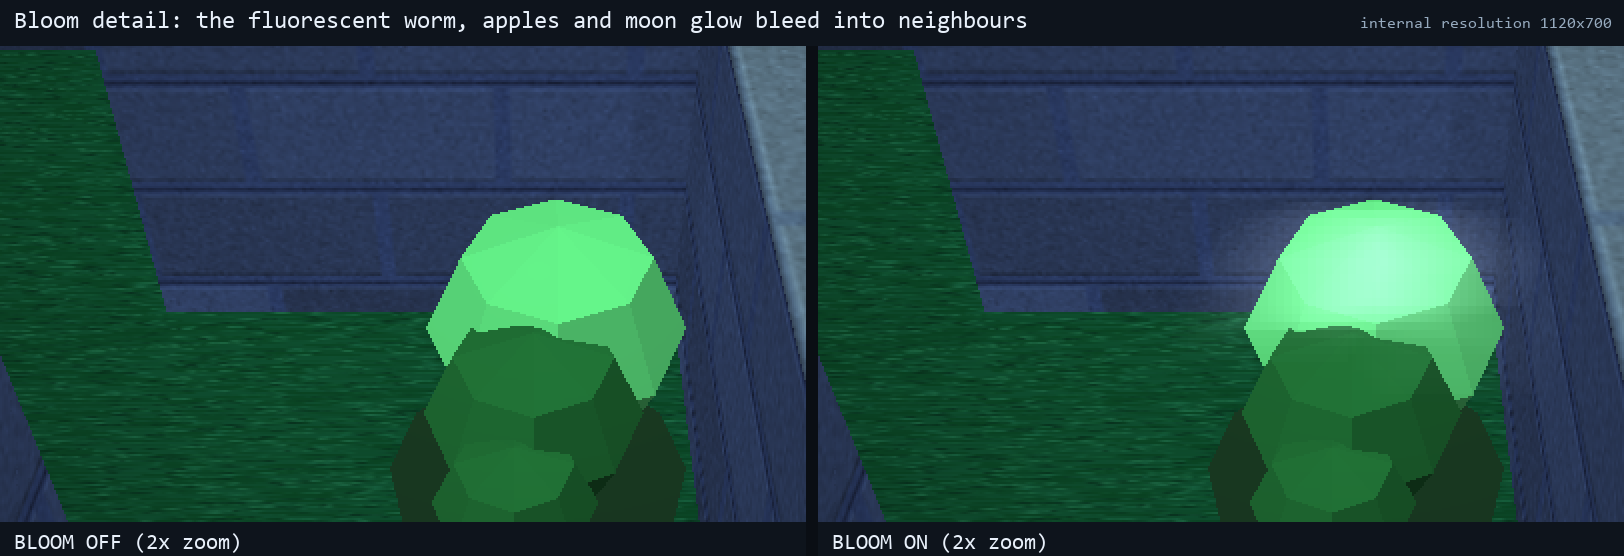 Bloom detail: the fluorescent worm, apples and moon glow bleed into neighbours
internal resolution 1120x700
BLOOM OFF (2x zoom)
BLOOM ON (2x zoom)